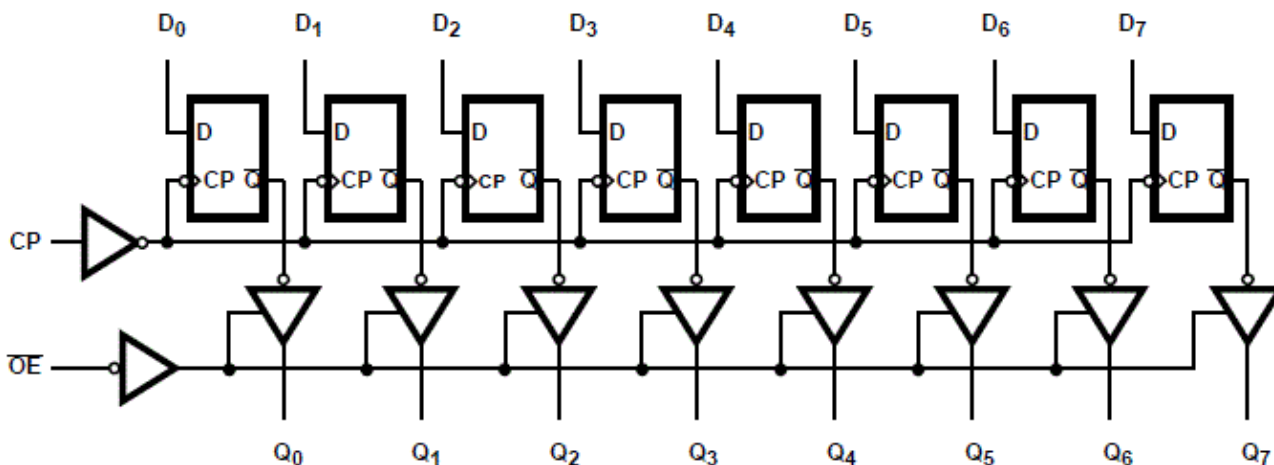 D0 D1 D2 D3 D4 D5 D6 D7
D D D D D D D D
CP Q̅ CP Q̅ CP Q̅ CP Q̅ CP Q̅ CP Q̅ CP Q̅ CP Q̅
CP
O̅E̅
Q0 Q1 Q2 Q3 Q4 Q5 Q6 Q7